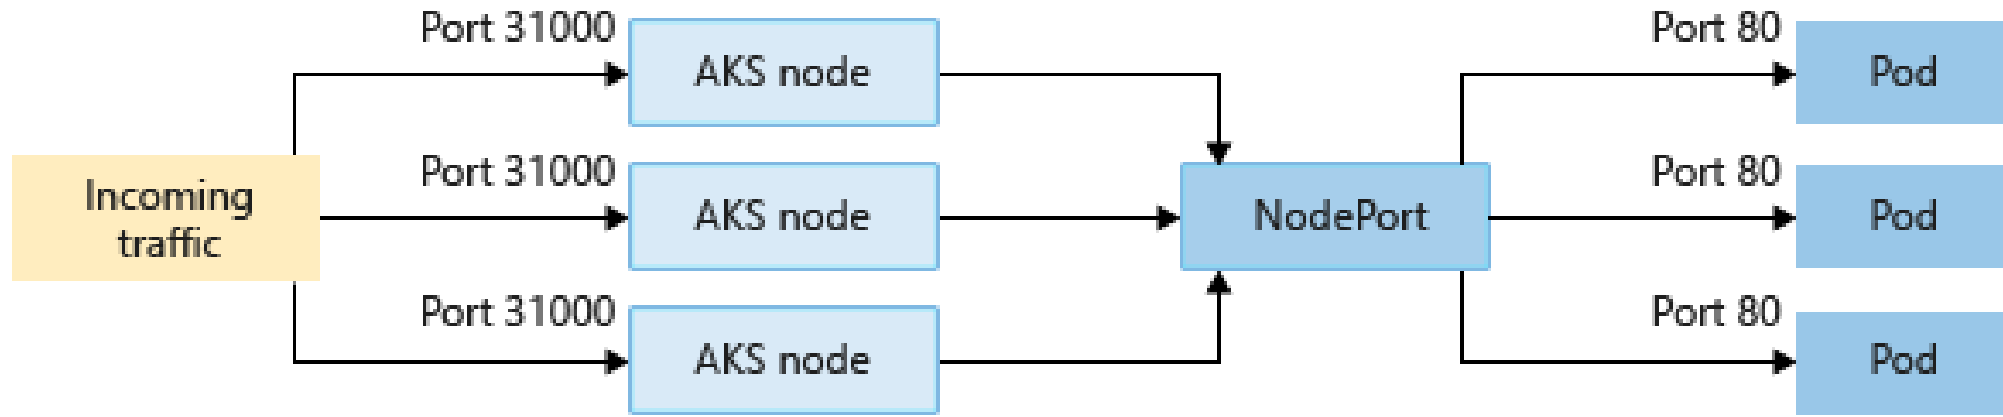 Port 31000
AKS node
Port 80
Pod
Incoming
traffic
Port 31000
AKS node
NodePort
Port 80
Pod
Port 31000
AKS node
Port 80
Pod